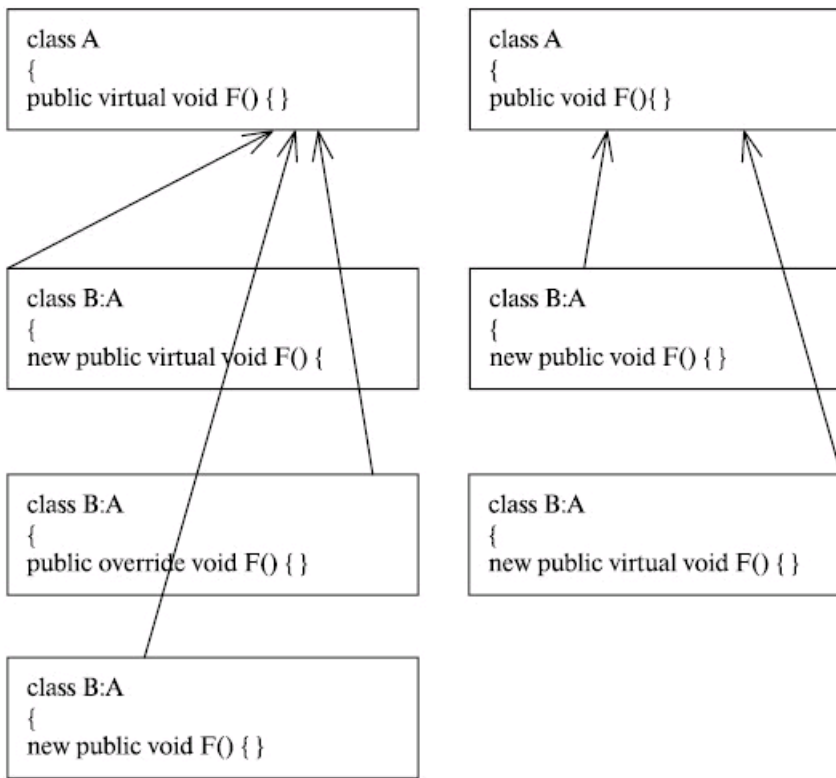 class A
{
public virtual void F() { }
class A
{
public void F(){ }
class B:A
{
new public virtual void F() {
class B:A
{
new public void F() { }
class B:A
{
public override void F() { }
class B:A
{
new public virtual void F() { }
class B:A
{
new public void F() { }